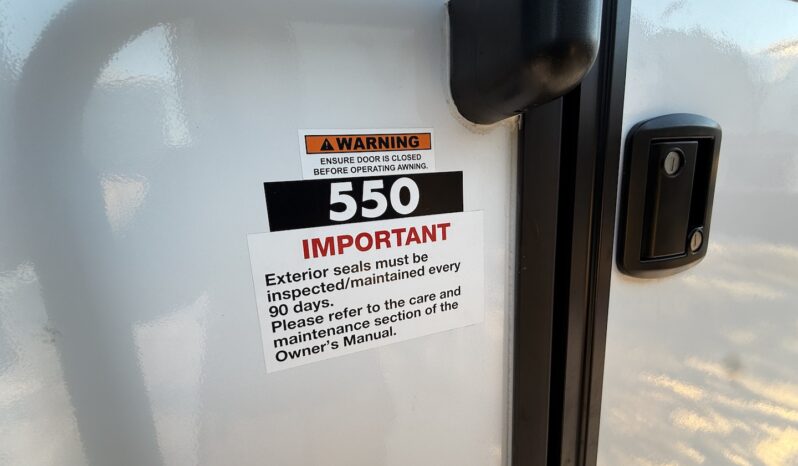 WARNING
ENSURE DOOR IS CLOSED
BEFORE OPERATING AWNING.
550
IMPORTANT
Exterior seals must be
inspected/maintained every
90 days.
Please refer to the care and
maintenance section of the
Owner's Manual.